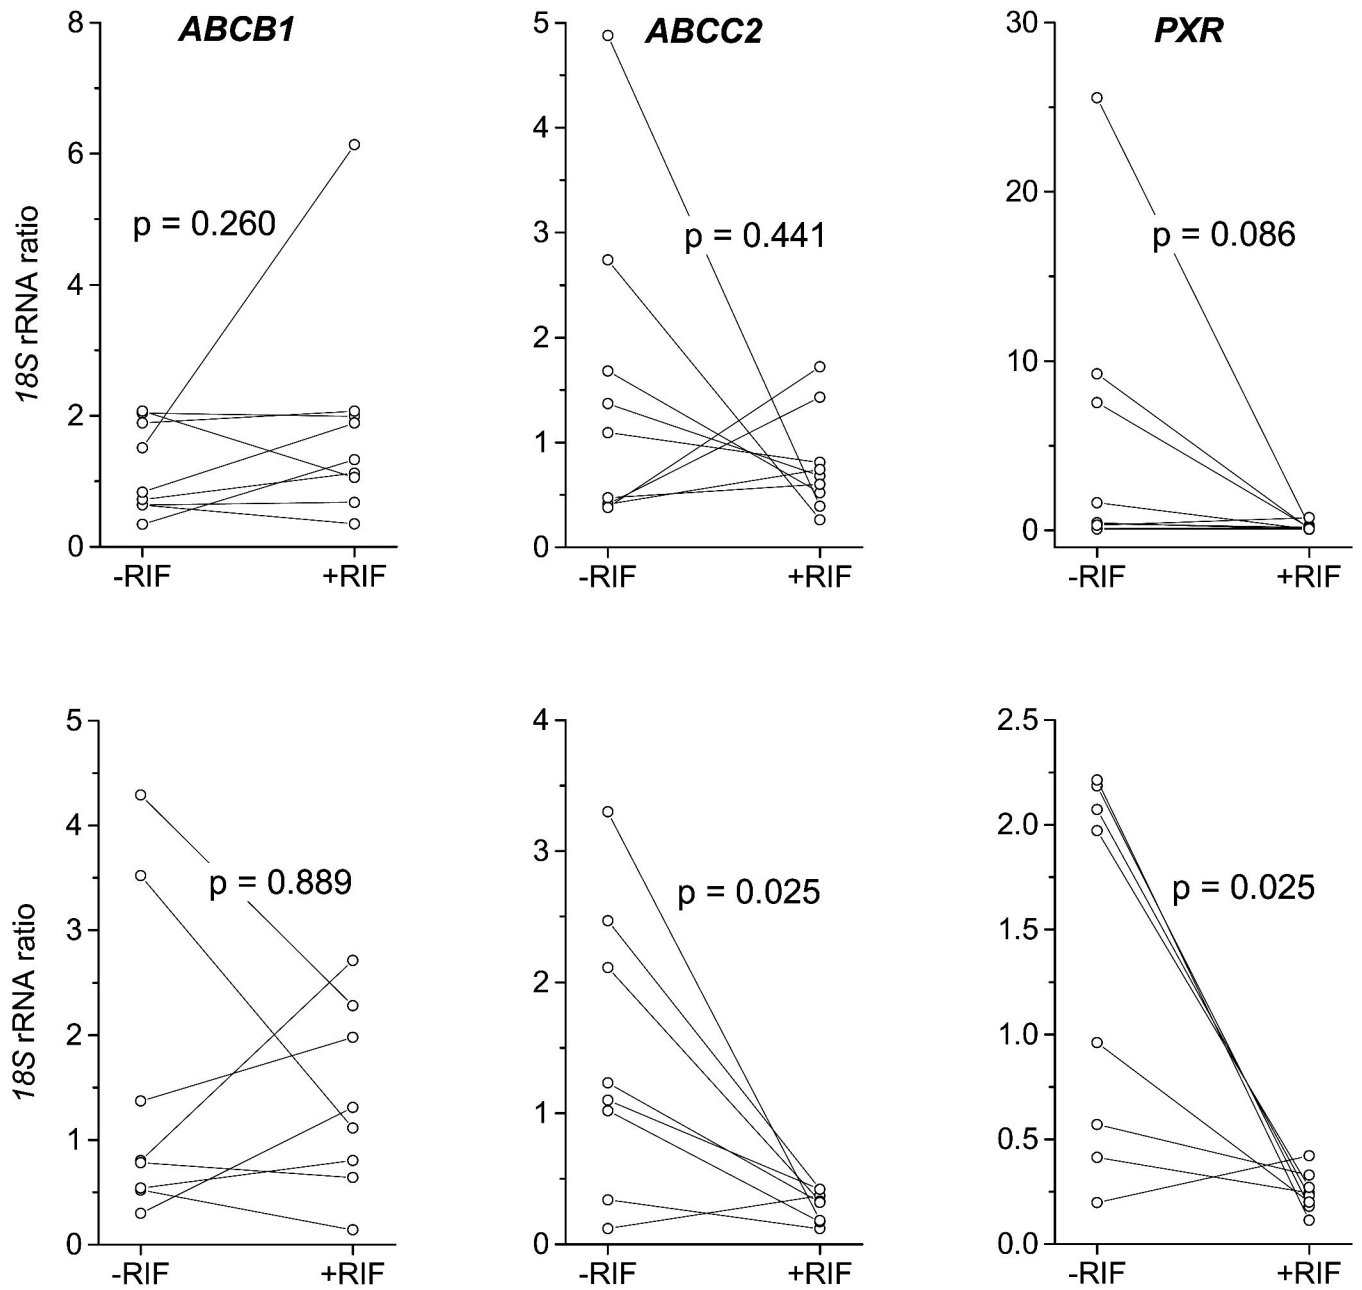 ABCB1
8
6
4
2
0
18S rRNA ratio
p = 0.260
-RIF
+RIF
ABCC2
5
4
3
2
1
0
p = 0.441
-RIF
+RIF
PXR
30
20
10
0
p = 0.086
-RIF
+RIF
5
4
3
2
1
0
18S rRNA ratio
p = 0.889
-RIF
+RIF
4
3
2
1
0
p = 0.025
-RIF
+RIF
2.5
2.0
1.5
1.0
0.5
0.0
p = 0.025
-RIF
+RIF